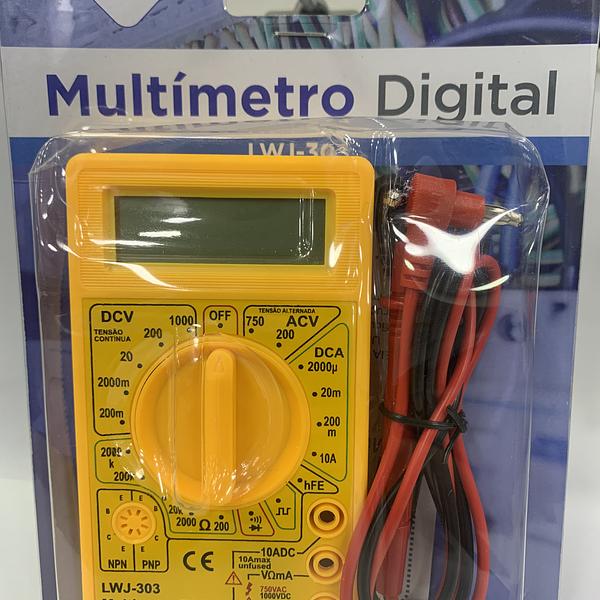 Multímetro Digital
LWJ-303
DCV
TENSÃO
CONTINUA
1000
OFF
TENSÃO ALTERNADA
750
ACV
200
200
20
2000m
200m
DCA
2000µ
20m
200
m
10A
hFE
2000
k
200k
20k
2000
Ω
200
E
E
B
B
C
C
E
E
NPN
PNP
CE
10ADC
10Amax
unfused
VΩmA
750VAC
1000VDC
LWJ-303